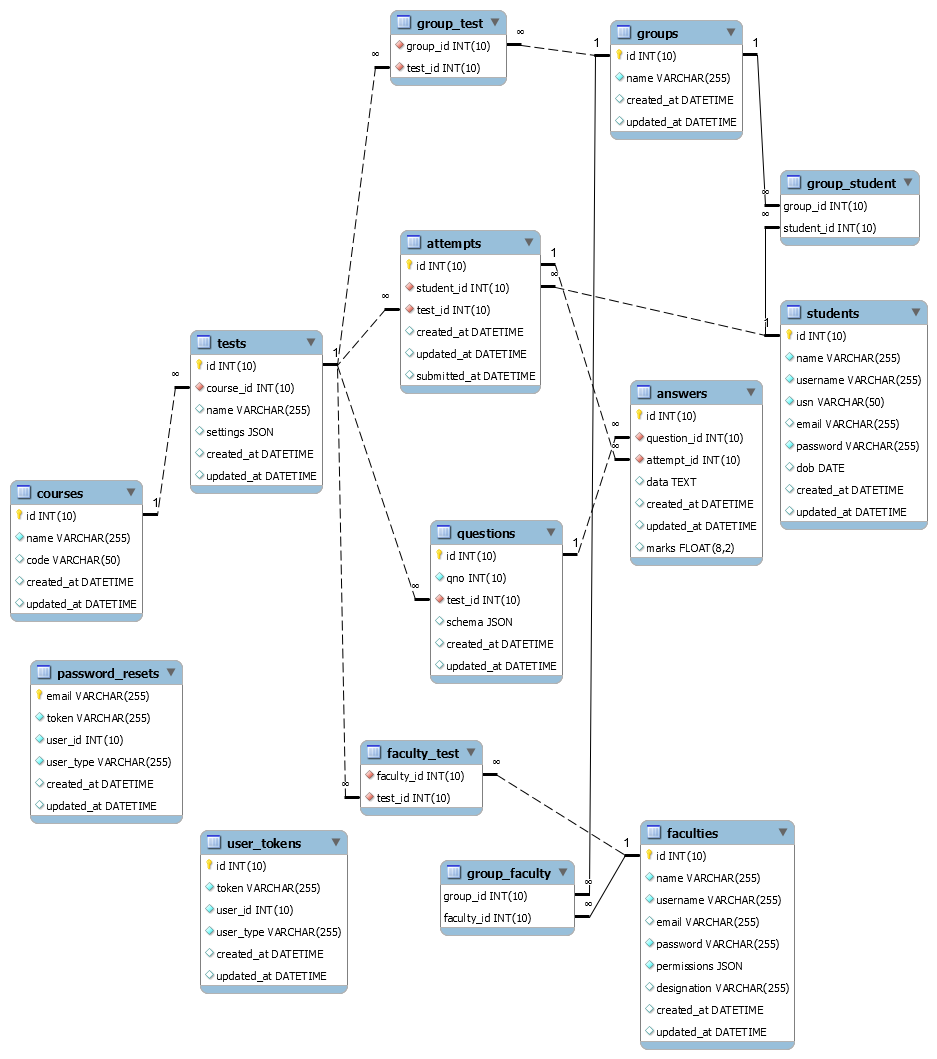 group_test
group_id INT(10)
test_id INT(10)
∞
∞
groups
id INT(10)
name VARCHAR(255)
created_at DATETIME
updated_at DATETIME
1
1
group_student
group_id INT(10)
student_id INT(10)
∞
∞
attempts
id INT(10)
student_id INT(10)
test_id INT(10)
created_at DATETIME
updated_at DATETIME
submitted_at DATETIME
1
∞
∞
students
id INT(10)
name VARCHAR(255)
username VARCHAR(255)
usn VARCHAR(50)
email VARCHAR(255)
password VARCHAR(255)
dob DATE
created_at DATETIME
updated_at DATETIME
1
tests
id INT(10)
course_id INT(10)
name VARCHAR(255)
settings JSON
created_at DATETIME
updated_at DATETIME
1
∞
answers
id INT(10)
question_id INT(10)
attempt_id INT(10)
data TEXT
created_at DATETIME
updated_at DATETIME
marks FLOAT(8,2)
∞
∞
courses
id INT(10)
name VARCHAR(255)
code VARCHAR(50)
created_at DATETIME
updated_at DATETIME
1
questions
id INT(10)
qno INT(10)
test_id INT(10)
schema JSON
created_at DATETIME
updated_at DATETIME
1
∞
password_resets
email VARCHAR(255)
token VARCHAR(255)
user_id INT(10)
user_type VARCHAR(255)
created_at DATETIME
updated_at DATETIME
faculty_test
faculty_id INT(10)
test_id INT(10)
∞
∞
user_tokens
id INT(10)
token VARCHAR(255)
user_id INT(10)
user_type VARCHAR(255)
created_at DATETIME
updated_at DATETIME
group_faculty
group_id INT(10)
faculty_id INT(10)
∞
∞
faculties
id INT(10)
name VARCHAR(255)
username VARCHAR(255)
email VARCHAR(255)
password VARCHAR(255)
permissions JSON
designation VARCHAR(255)
created_at DATETIME
updated_at DATETIME
1